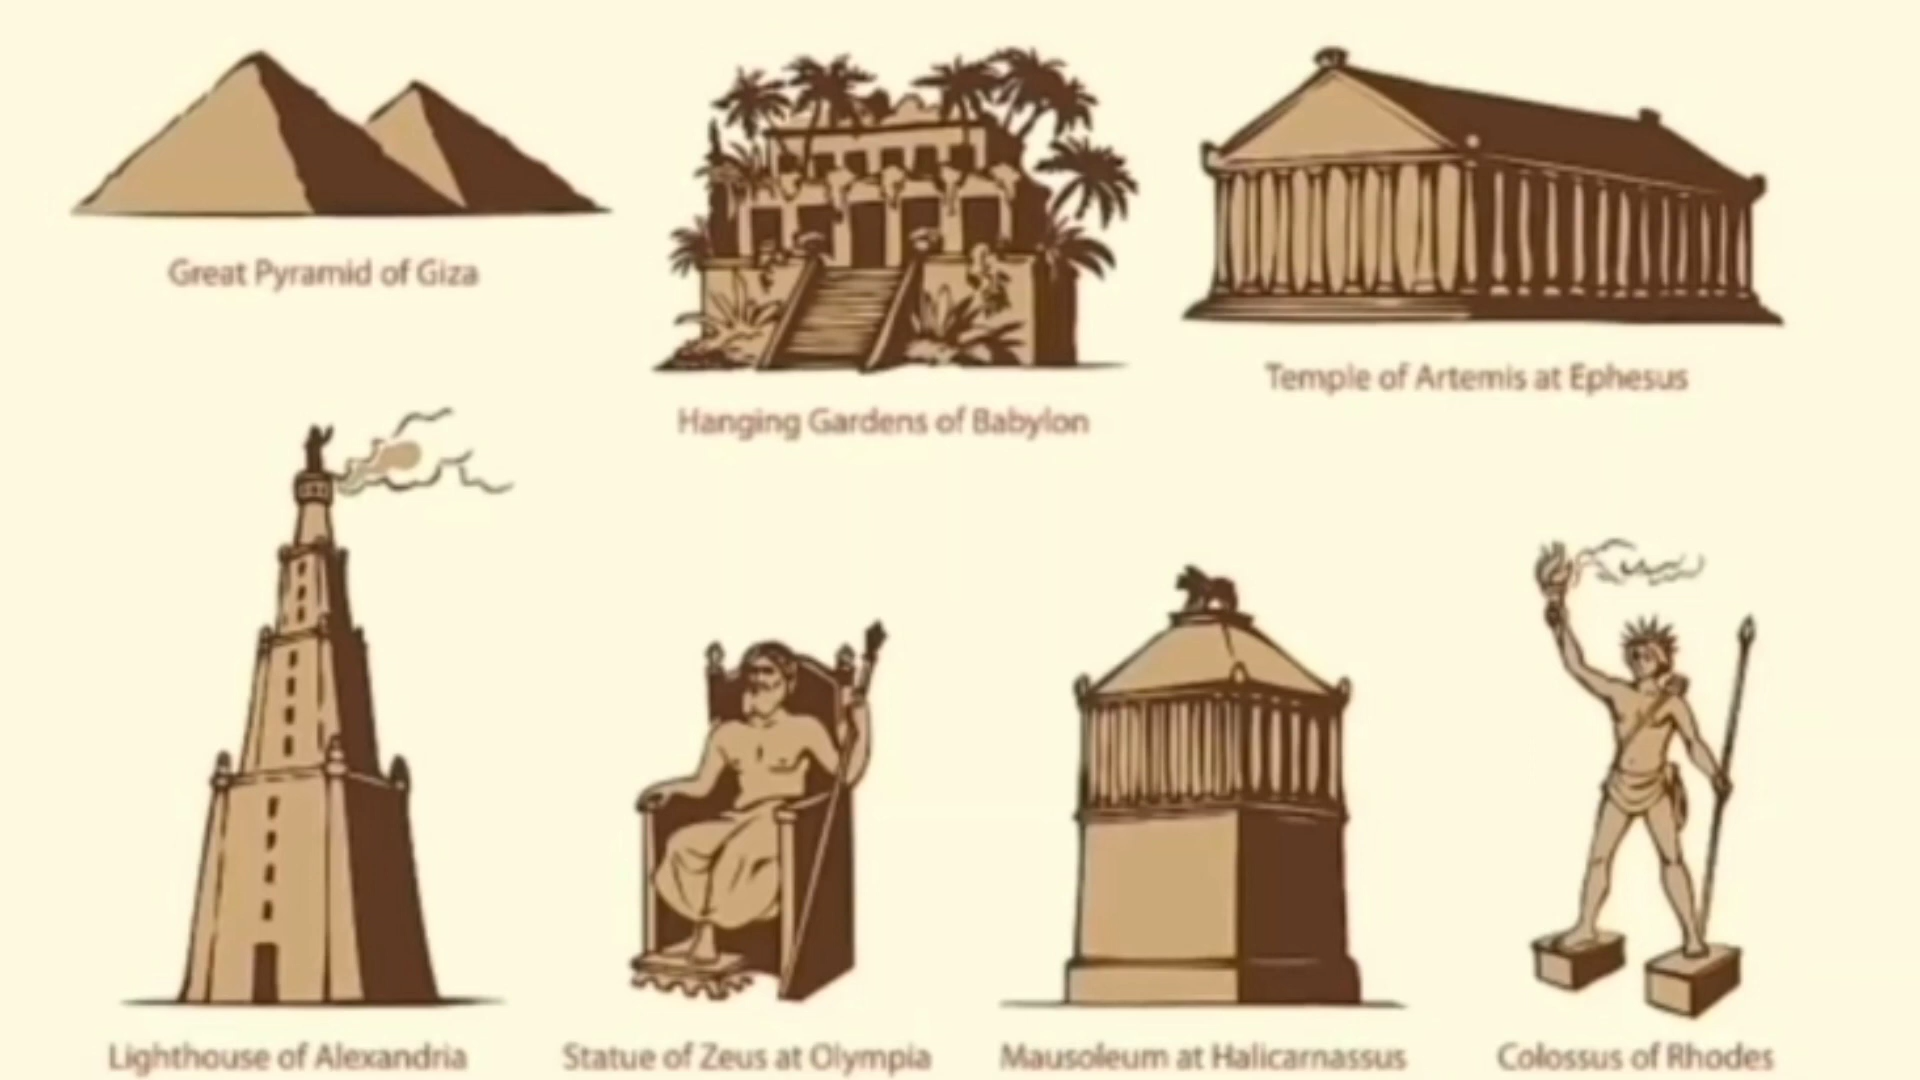 Great Pyramid of Giza
Hanging Gardens of Babylon
Temple of Artemis at Ephesus
Lighthouse of Alexandria
Statue of Zeus at Olympia
Mausoleum at Halicarnassus
Colossus of Rhodes